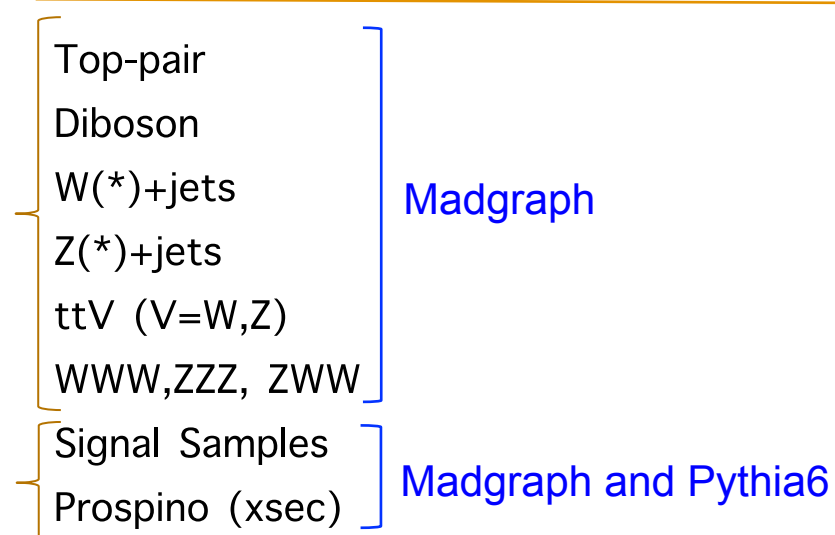 Top-pair
Diboson
W(*)+jets
Z(*)+jets
ttV (V=W,Z)
WWW,ZZZ, ZWW
Madgraph
Signal Samples
Prospino (xsec)
Madgraph and Pythia6